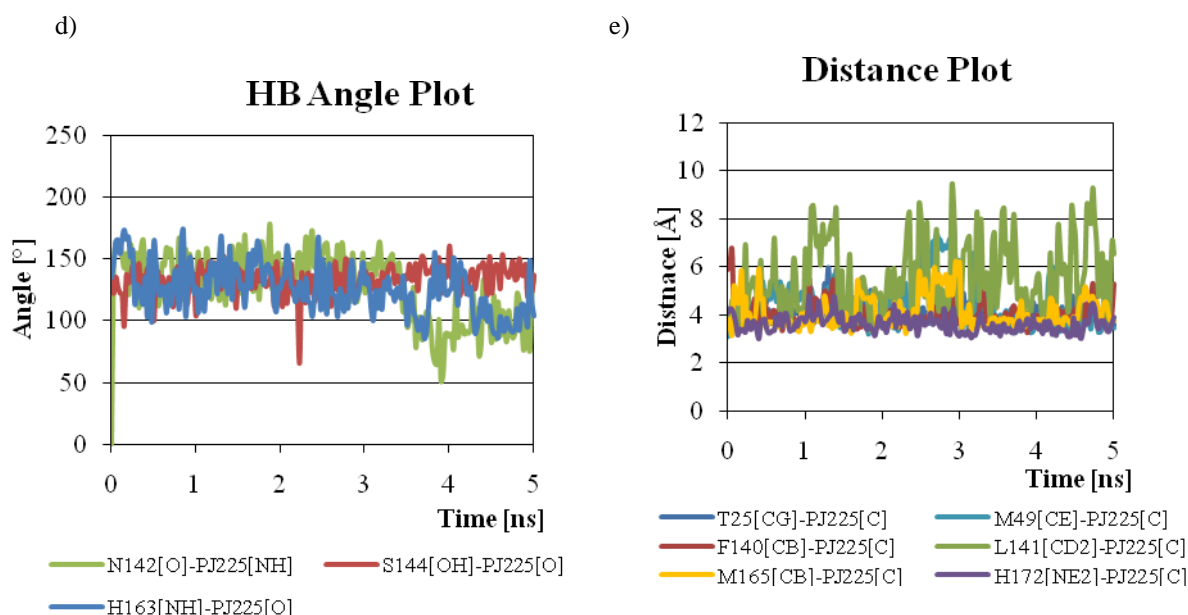 d)
HB Angle Plot
250
200
150
100
50
0
Angle [°]
0 1 2 3 4 5
Time [ns]
N142[O]-PJ225[NH] S144[OH]-PJ225[O]
H163[NH]-PJ225[O]
e)
Distance Plot
12
10
8
6
4
2
0
Distnace [Å]
0 1 2 3 4 5
Time [ns]
T25[CG]-PJ225[C] M49[CE]-PJ225[C]
F140[CB]-PJ225[C] L141[CD2]-PJ225[C]
M165[CB]-PJ225[C] H172[NE2]-PJ225[C]